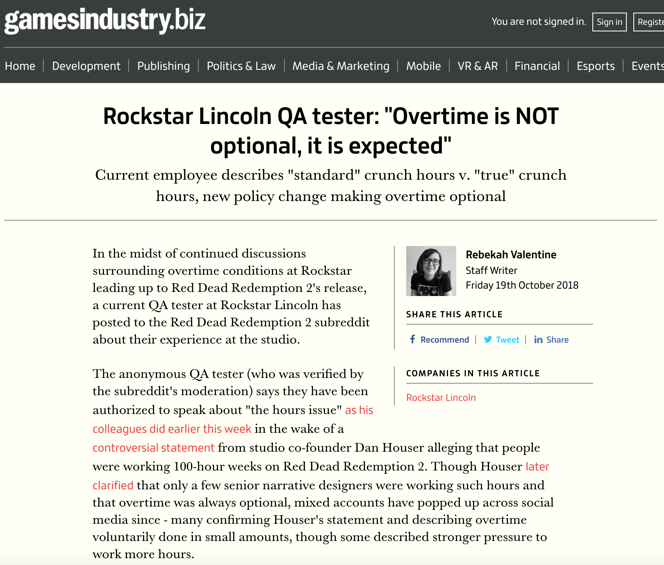 gamesindustry.biz
You are not signed in. Sign in Registe
Home Development Publishing Politics & Law Media & Marketing Mobile VR & AR Financial Esports Events
Rockstar Lincoln QA tester: "Overtime is NOT
optional, it is expected"
Current employee describes "standard" crunch hours v. "true" crunch
hours, new policy change making overtime optional
In the midst of continued discussions
surrounding overtime conditions at Rockstar
leading up to Red Dead Redemption 2's release,
a current QA tester at Rockstar Lincoln has
posted to the Red Dead Redemption 2 subreddit
about their experience at the studio.
Rebekah Valentine
Staff Writer
Friday 19th October 2018
SHARE THIS ARTICLE
Recommend Tweet Share
COMPANIES IN THIS ARTICLE
Rockstar Lincoln
The anonymous QA tester (who was verified by
the subreddit's moderation) says they have been
authorized to speak about "the hours issue" as his
colleagues did earlier this week in the wake of a
controversial statement from studio co-founder Dan Houser alleging that people
were working 100-hour weeks on Red Dead Redemption 2. Though Houser later
clarified that only a few senior narrative designers were working such hours and
that overtime was always optional, mixed accounts have popped up across social
media since - many confirming Houser's statement and describing overtime
voluntarily done in small amounts, though some described stronger pressure to
work more hours.